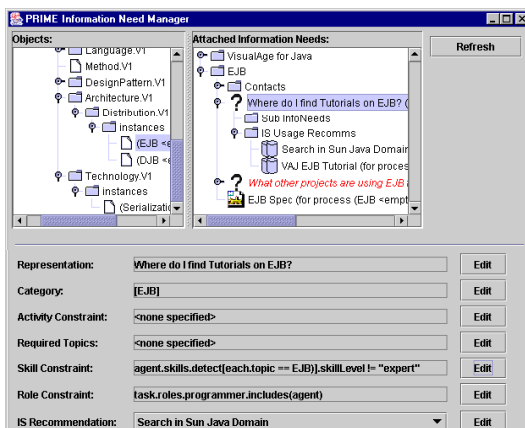 PRIME Information Need Manager
Objects:
Language.V1
Method.V1
DesignPattern.V1
Architecture.V1
Distribution.V1
instances
(EJB <e
(DJB <e
Technology.V1
instances
(Serializatio
Attached Information Needs:
VisualAge for Java
EJB
Contacts
Where do I find Tutorials on EJB? (
Sub InfoNeeds
IS Usage Recomms
Search in Sun Java Domain
VAJ EJB Tutorial (for proces
What other projects are using EJB
EJB Spec (for process (EJB <empt
Refresh
Representation: Where do I find Tutorials on EJB? Edit
Category: [EJB] Edit
Activity Constraint: <none specified> Edit
Required Topics: <none specified> Edit
Skill Constraint: agent.skills.detect[each.topic == EJB)].skillLevel != "expert" Edit
Role Constraint: task.roles.programmer.includes(agent) Edit
IS Recommendation: Search in Sun Java Domain Edit